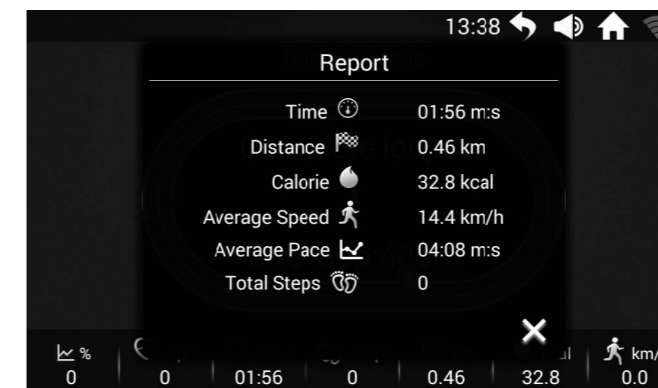 13:38
Report
Time 01:56 m:s
Distance 0.46 km
Calorie 32.8 kcal
Average Speed 14.4 km/h
Average Pace 04:08 m:s
Total Steps 0
% km/
0 0 01:56 0 0.46 32.8 0.0